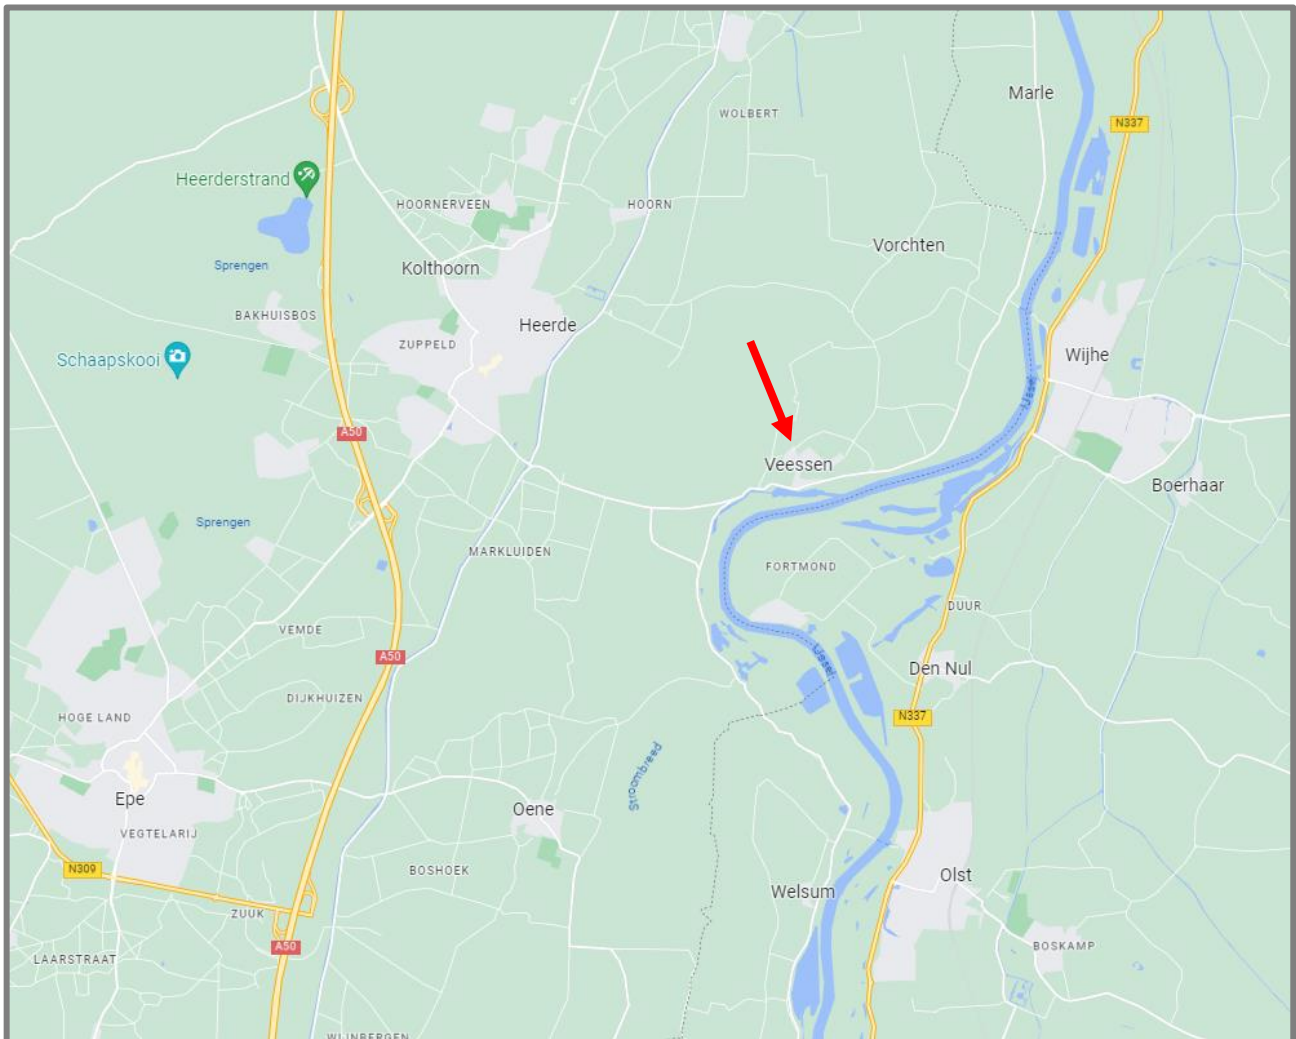 Marle
WOLBERT
N337
Heerderstrand
HOORNERVEEN
HOORN
Vorchten
Sprengen
Kolthoorn
BAKHUISBOS
Heerde
ZUPPELD
Schaapskooi
Wijhe
IJssel
A50
Veessen
Boerhaar
Sprengen
MARKLUIDEN
FORTMOND
DUUR
VEMDE
A50
IJssel
Den Nul
DIJKHUIZEN
HOGE LAND
N337
Stroombreed
Epe
Oene
VEGTELARIJ
N309
BOSHOEK
Olst
Welsum
ZUUK
A50
BOSKAMP
LAARSTRAAT
WIJNBERGEN